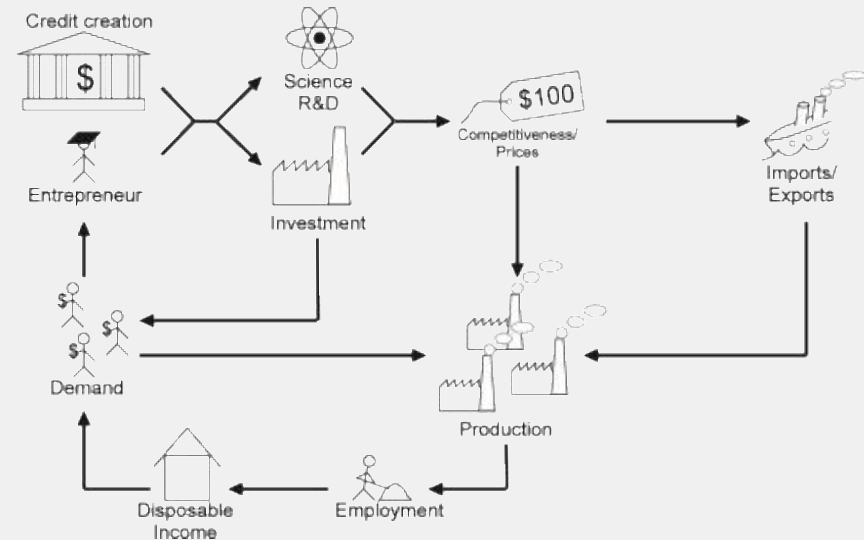 Credit creation
$
Science
R&D
$100
Competitiveness/
Prices
Entrepreneur
Investment
Imports/
Exports
$
$
$
Demand
Production
Disposable
Income
Employment